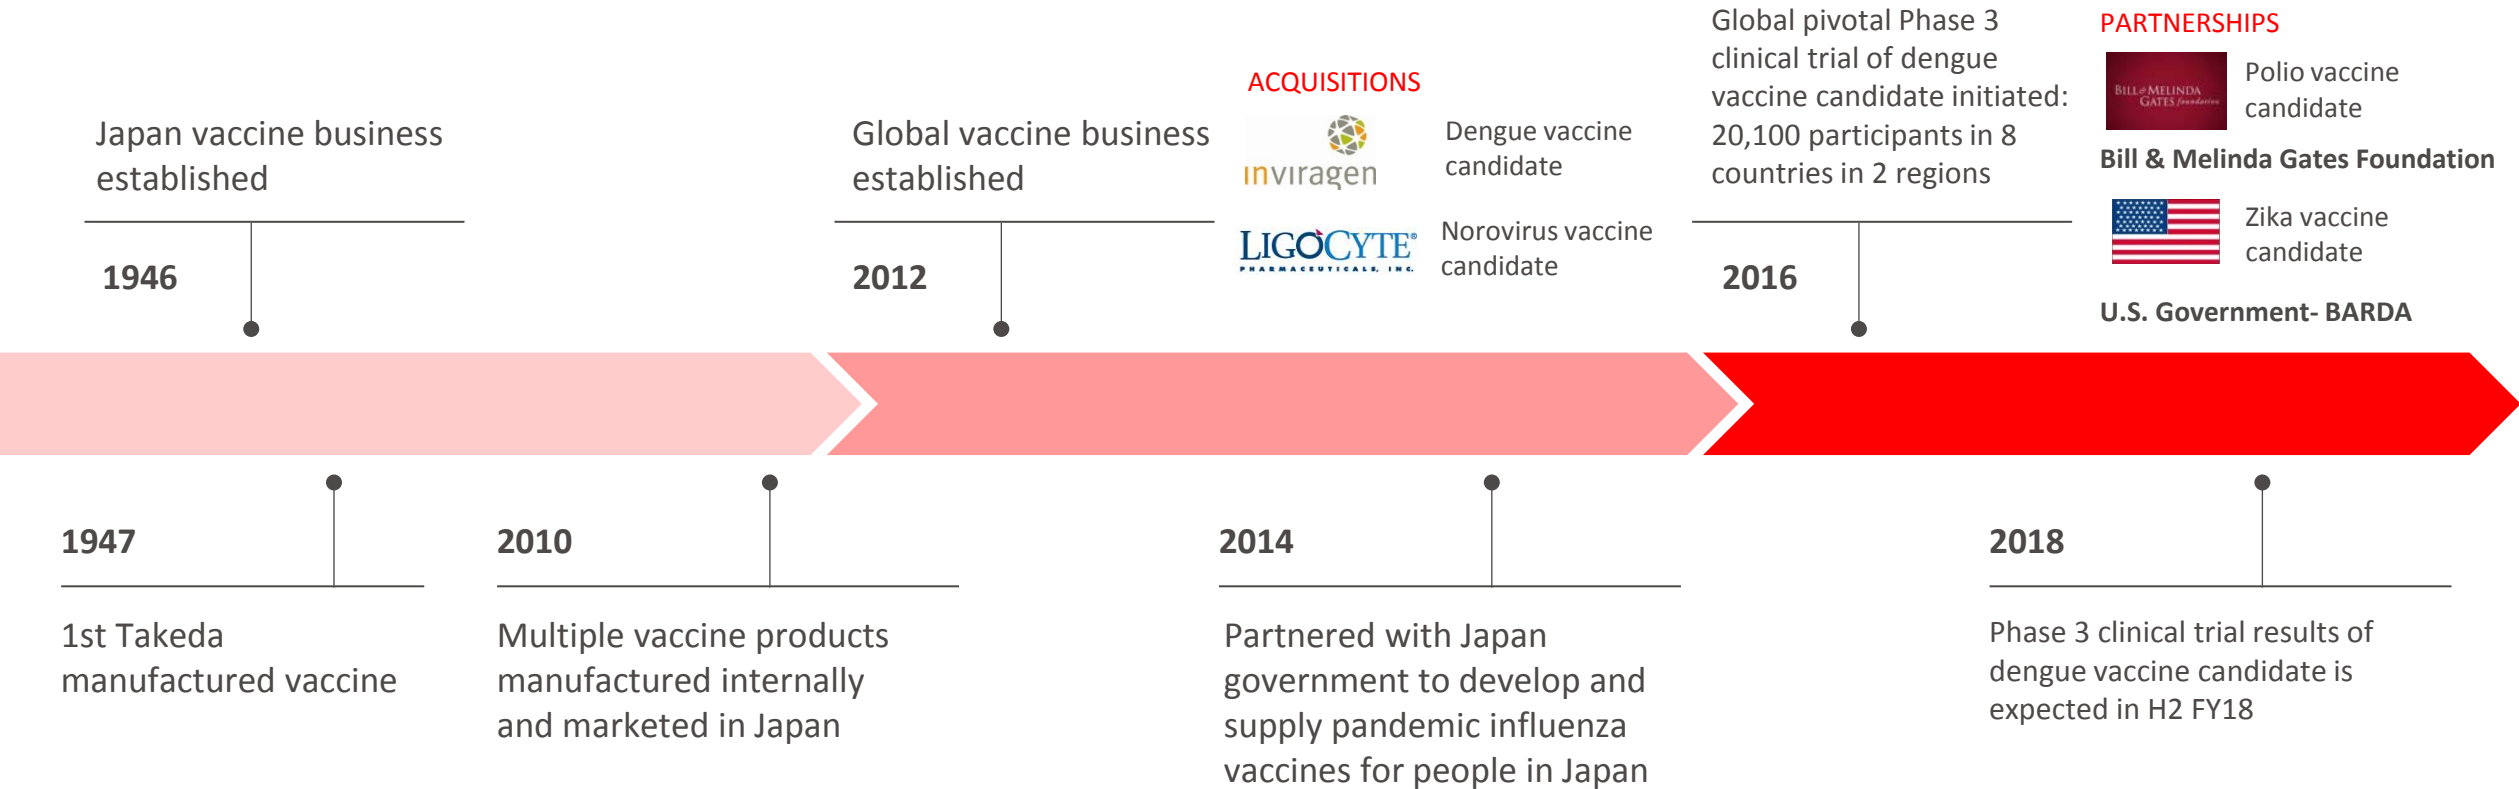 Japan vaccine business
established
1946
Global vaccine business
established
2012
ACQUISITIONS
inviragen
Dengue vaccine
candidate
LIGOCYTE®
PHARMACEUTICALS, INC.
Norovirus vaccine
candidate
Global pivotal Phase 3
clinical trial of dengue
vaccine candidate initiated:
20,100 participants in 8
countries in 2 regions
2016
PARTNERSHIPS
BILL & MELINDA
GATES foundation
Polio vaccine
candidate
Bill & Melinda Gates Foundation
Zika vaccine
candidate
U.S. Government- BARDA
1947
1st Takeda
manufactured vaccine
2010
Multiple vaccine products
manufactured internally
and marketed in Japan
2014
Partnered with Japan
government to develop and
supply pandemic influenza
vaccines for people in Japan
2018
Phase 3 clinical trial results of
dengue vaccine candidate is
expected in H2 FY18